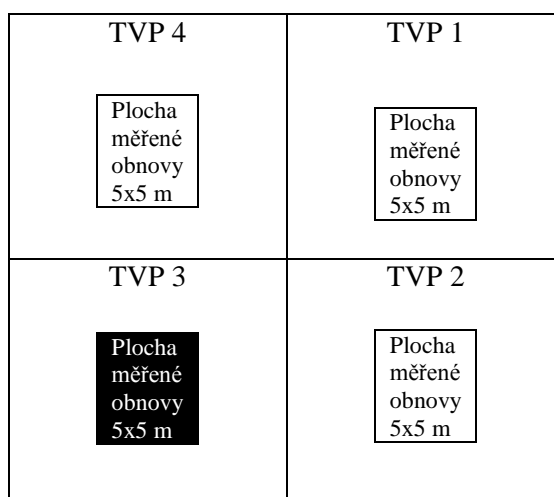 TVP 4
Plocha
měřené
obnovy
5x5 m
TVP 1
Plocha
měřené
obnovy
5x5 m
TVP 3
Plocha
měřené
obnovy
5x5 m
TVP 2
Plocha
měřené
obnovy
5x5 m